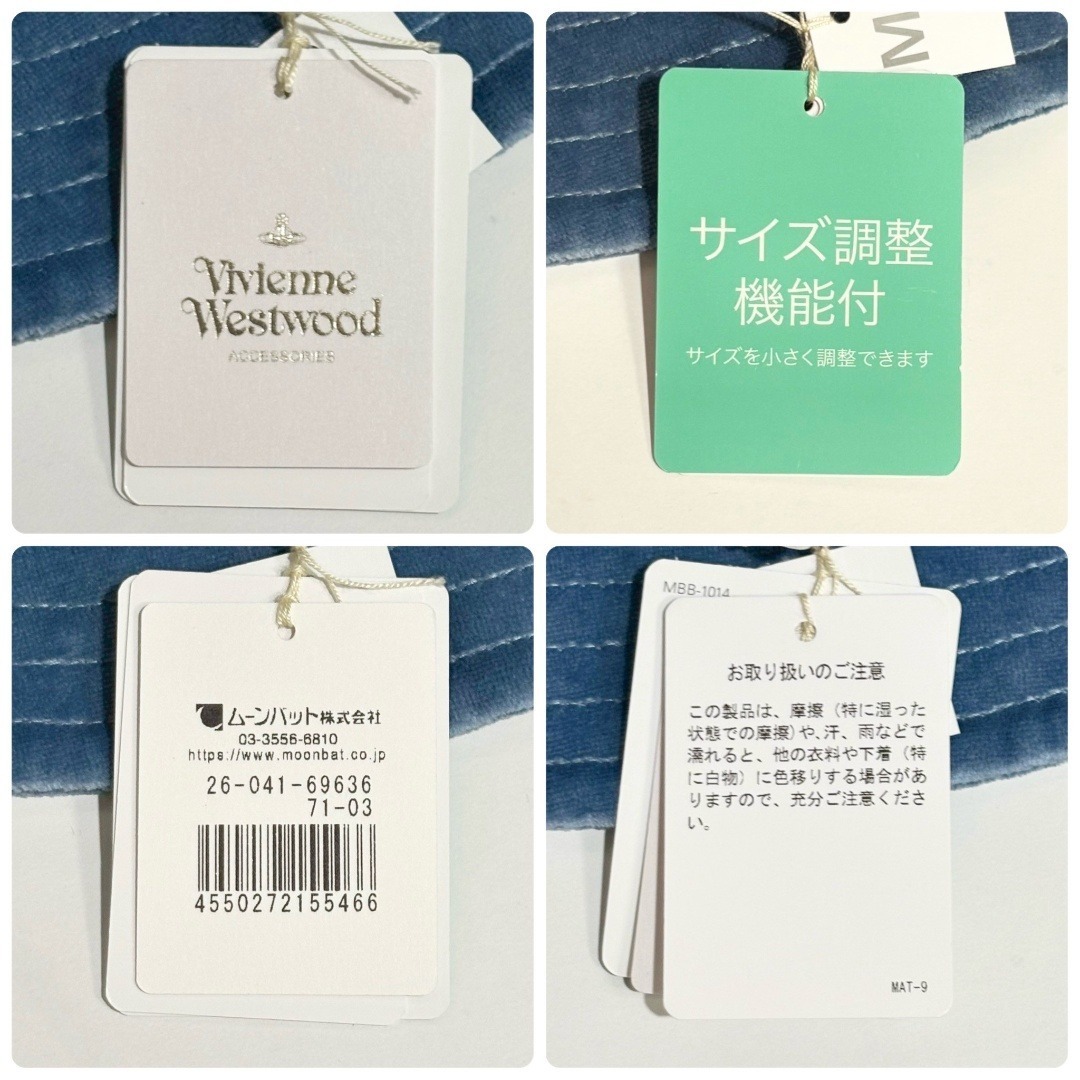 Vivienne
Westwood
ACCESSORIES
M
サイズ調整
機能付
サイズを小さく調整できます
ムーンバット株式会社
03-3556-6810
https://www.moonbat.co.jp
26-041-69636
71-03
4550272155466
MBB-1014
お取り扱いのご注意
この製品は、摩擦（特に湿った
状態での摩擦）や、汗、雨などで
濡れると、他の衣料や下着（特
に白物）に色移りする場合があ
りますので、充分ご注意くださ
い。
MAT-9